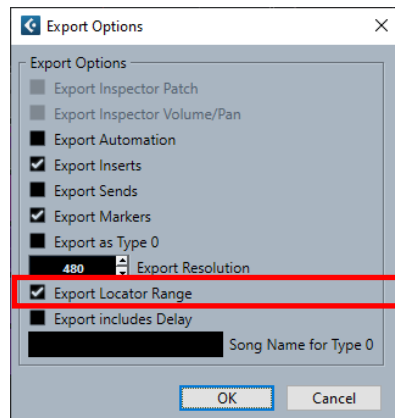 Export Options
Export Options
Export Inspector Patch
Export Inspector Volume/Pan
Export Automation
Export Inserts
Export Sends
Export Markers
Export as Type 0
480 Export Resolution
Export Locator Range
Export includes Delay
Song Name for Type 0
OK Cancel